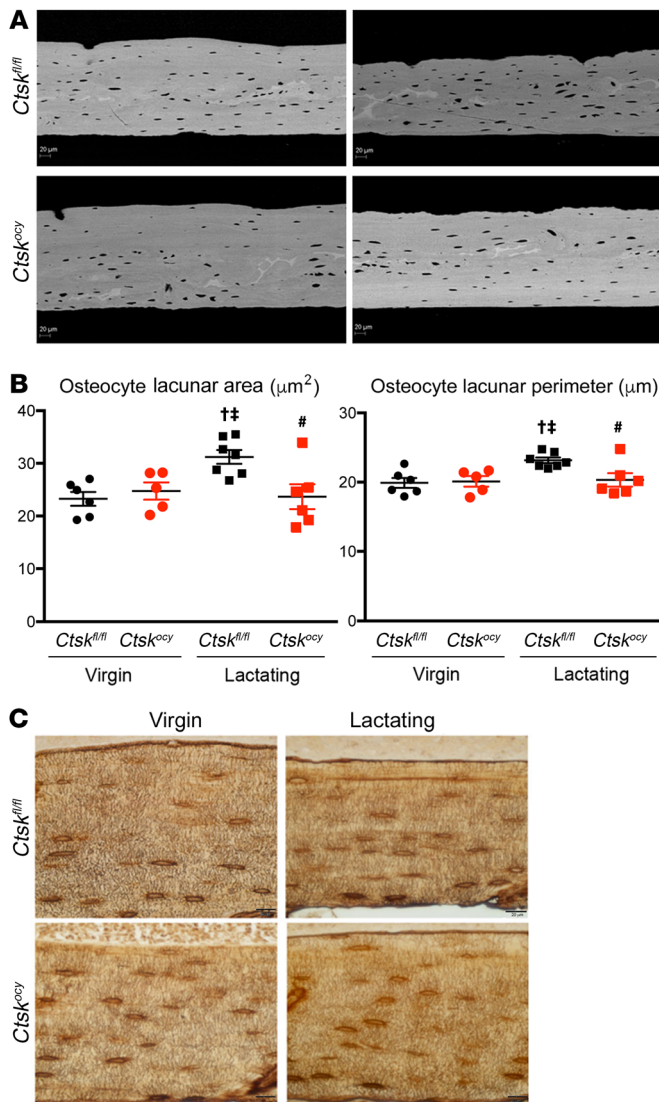 A
Ctsk^fl/fl
20 µm
20 µm
Ctsk^ocy
20 µm
20 µm
B
Osteocyte lacunar area (µm²)
40
30
20
10
0
†‡
#
Ctsk^fl/fl Ctsk^ocy Ctsk^fl/fl Ctsk^ocy
Virgin Lactating
Osteocyte lacunar perimeter (µm)
30
20
10
0
†‡
#
Ctsk^fl/fl Ctsk^ocy Ctsk^fl/fl Ctsk^ocy
Virgin Lactating
C
Virgin Lactating
Ctsk^fl/fl
20 µm
Ctsk^ocy